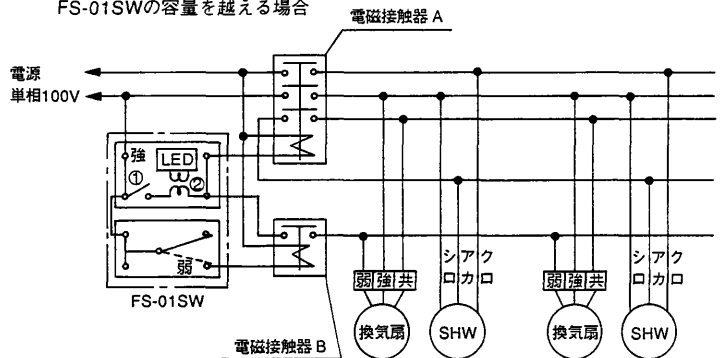 FS-01SWの容量を越える場合
電磁接触器 A
電源
単相100V
強
LED
①
②
弱
FS-01SW
電磁接触器 B
弱 強 共
換気扇
シロ アカ クロ
SHW
弱 強 共
換気扇
シロ アカ クロ
SHW